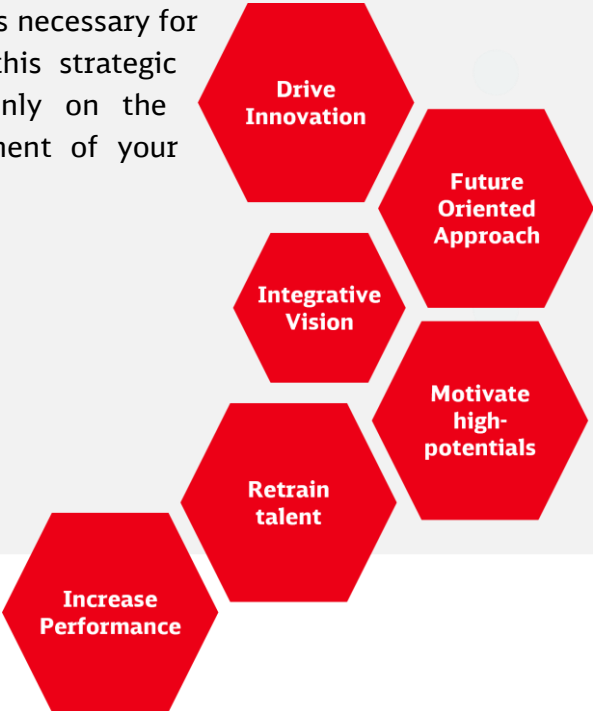 s necessary for
this strategic
nly on the
ment of your
Drive
Innovation
Future
Oriented
Approach
Integrative
Vision
Motivate
high-
potentials
Retrain
talent
Increase
Performance